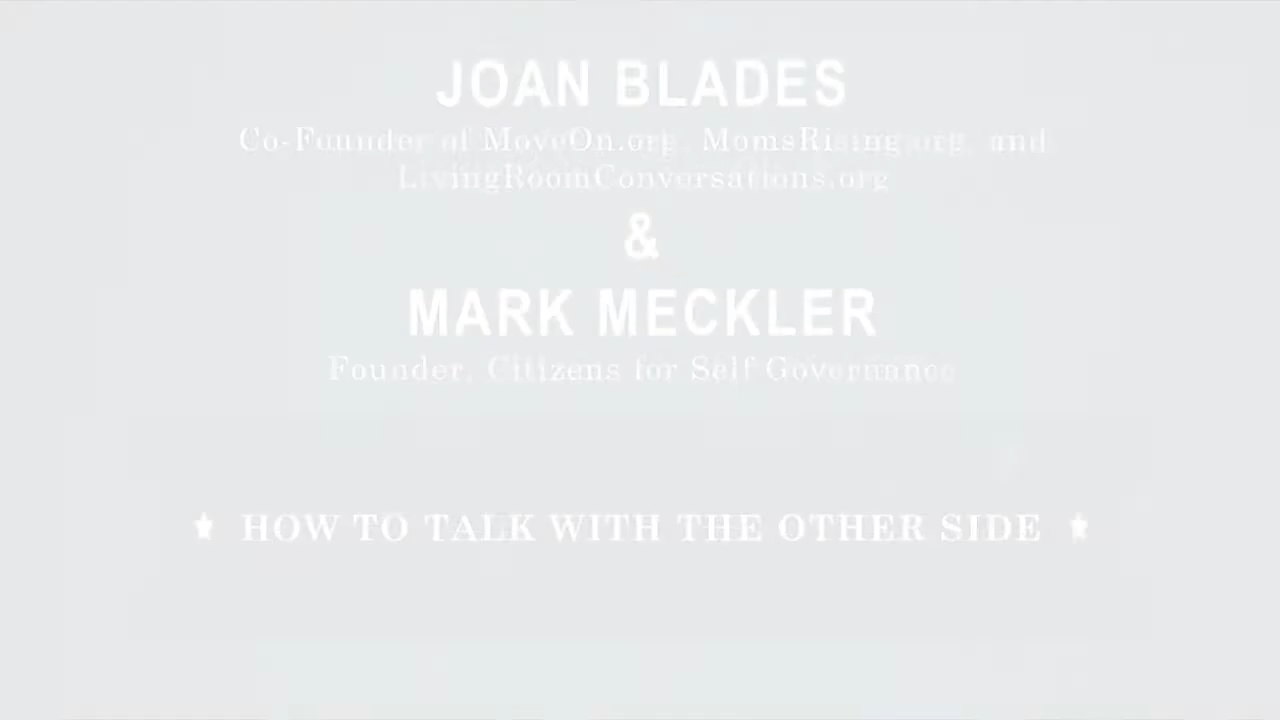 JOAN BLADES
Co-Founder of MoveOn.org, MomsRising.org, and
LivingRoomConversations.org
&
MARK MECKLER
Founder, Citizens for Self Governance
★ HOW TO TALK WITH THE OTHER SIDE ★